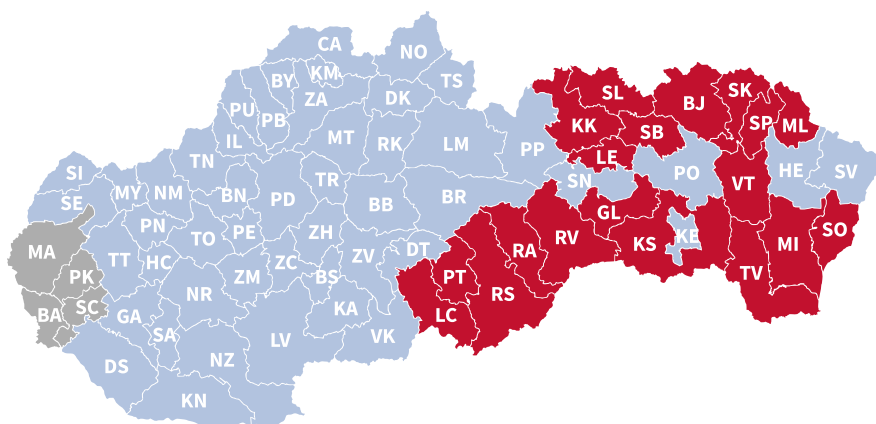 CA
NO
BY
KM
ZA
TS
DK
PU
PB
IL
MT
RK
LM
PP
SL
KK
SB
LE
BJ
SK
SP
ML
SI
SE
MY
NM
TN
BN
PD
TR
BB
BR
SN
PO
VT
HE
SV
PN
TO
PE
ZH
ZV
DT
GL
RA
RV
KS
KE
MI
SO
MA
PK
BA
SC
TT
HC
NR
ZM
ZC
BS
KA
PT
RS
LC
TV
GA
SA
NZ
LV
VK
DS
KN